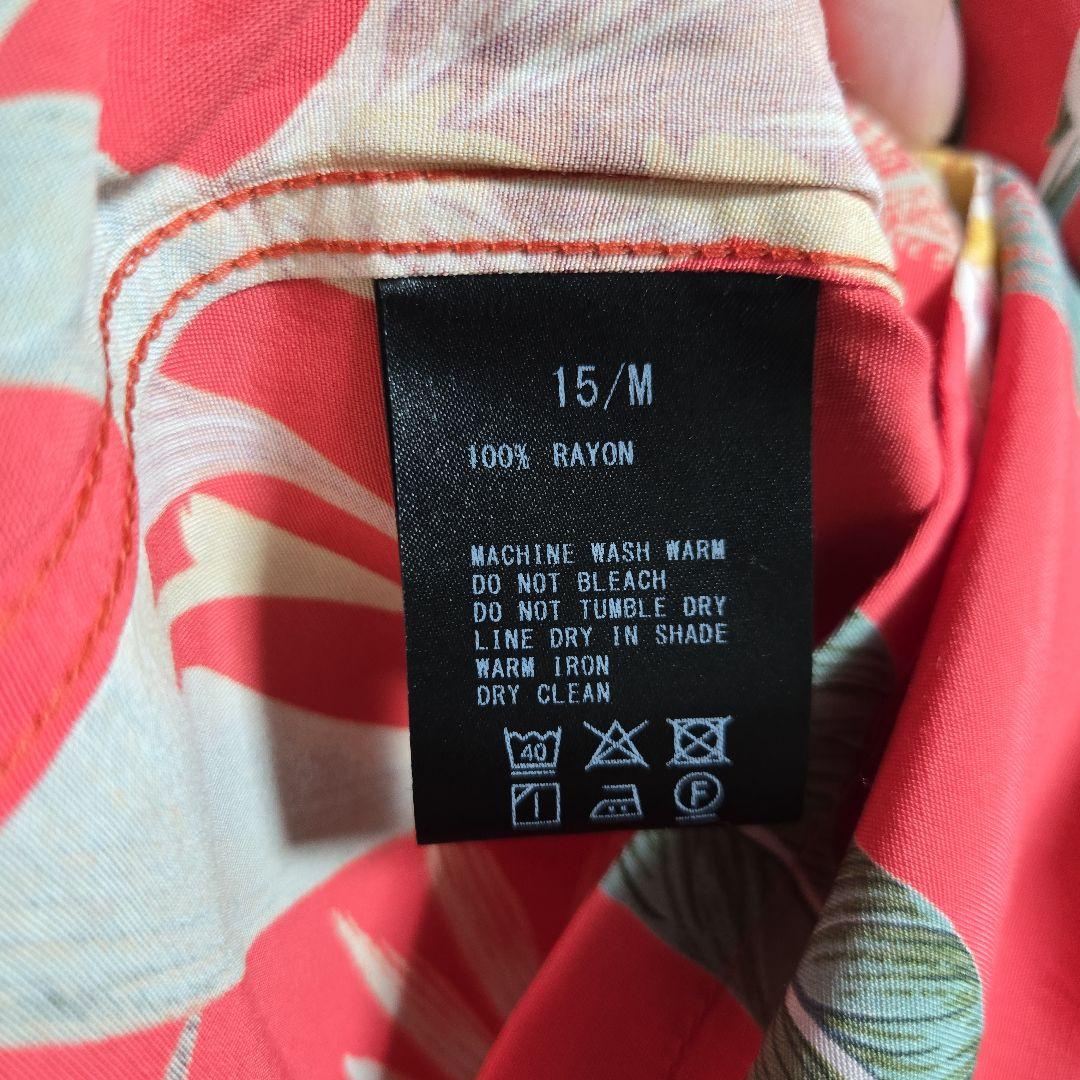 15/M
100% RAYON
MACHINE WASH WARM
DO NOT BLEACH
DO NOT TUMBLE DRY
LINE DRY IN SHADE
WARM IRON
DRY CLEAN
40
F